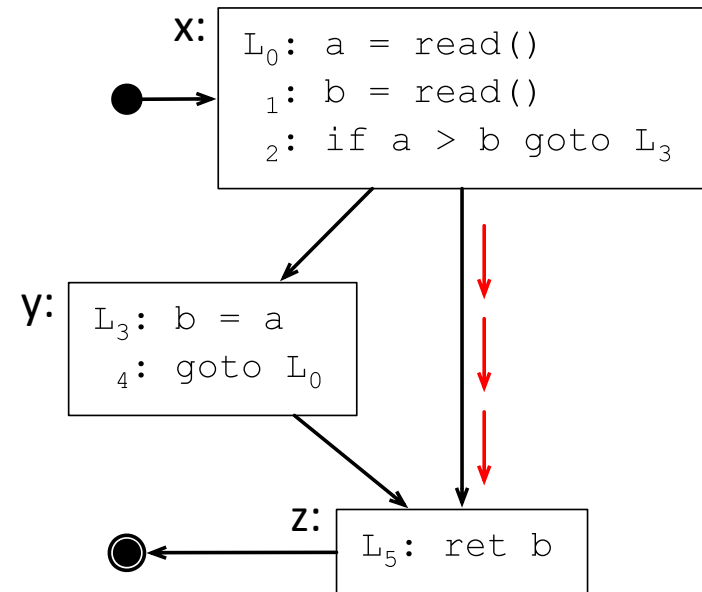 x:
L₀: a = read()
₁: b = read()
₂: if a > b goto L₃
y:
L₃: b = a
₄: goto L₀
z:
L₅: ret b